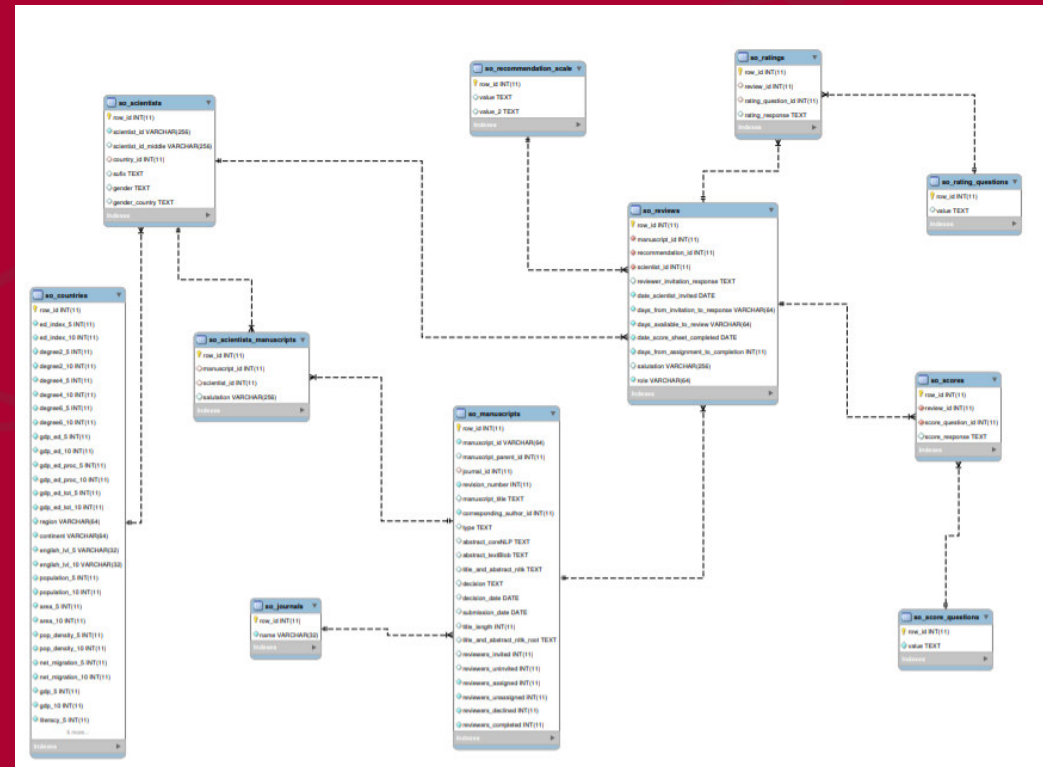 so_scientists
row_id INT(11)
scientist_id VARCHAR(256)
scientist_id_middle VARCHAR(256)
country_id INT(11)
sufix TEXT
gender TEXT
gender_country TEXT
Indexes
so_recommendation_scale
row_id INT(11)
value TEXT
value_2 TEXT
Indexes
so_ratings
row_id INT(11)
review_id INT(11)
rating_question_id INT(11)
rating_response TEXT
Indexes
so_rating_questions
row_id INT(11)
value TEXT
Indexes
so_reviews
row_id INT(11)
manuscript_id INT(11)
recommendation_id INT(11)
scientist_id INT(11)
reviewer_invitation_response TEXT
date_scientist_invited DATE
days_from_invitation_to_response VARCHAR(64)
days_available_to_review VARCHAR(64)
date_score_sheet_completed DATE
days_from_assignment_to_completion INT(11)
salutation VARCHAR(256)
role VARCHAR(64)
Indexes
so_countries
row_id INT(11)
ed_index_5 INT(11)
ed_index_10 INT(11)
degree2_5 INT(11)
degree2_10 INT(11)
degree4_5 INT(11)
degree4_10 INT(11)
degree6_5 INT(11)
degree6_10 INT(11)
gdp_ed_5 INT(11)
gdp_ed_10 INT(11)
gdp_ed_proc_5 INT(11)
gdp_ed_proc_10 INT(11)
gdp_ed_tot_5 INT(11)
gdp_ed_tot_10 INT(11)
region VARCHAR(64)
continent VARCHAR(64)
english_lvl_5 VARCHAR(32)
english_lvl_10 VARCHAR(32)
population_5 INT(11)
population_10 INT(11)
area_5 INT(11)
area_10 INT(11)
pop_density_5 INT(11)
pop_density_10 INT(11)
net_migration_5 INT(11)
net_migration_10 INT(11)
gdp_5 INT(11)
gdp_10 INT(11)
literacy_5 INT(11)
more...
Indexes
so_scientists_manuscripts
row_id INT(11)
manuscript_id INT(11)
scientist_id INT(11)
salutation VARCHAR(256)
Indexes
so_manuscripts
row_id INT(11)
manuscript_id VARCHAR(64)
manuscript_parent_id INT(11)
journal_id INT(11)
revision_number INT(11)
manuscript_title TEXT
corresponding_author_id INT(11)
type TEXT
abstract_coreNLP TEXT
abstract_textBlob TEXT
title_and_abstract_nltk TEXT
decision TEXT
decision_date DATE
submission_date DATE
title_length INT(11)
title_and_abstract_nltk_root TEXT
reviewers_invited INT(11)
reviewers_uninvited INT(11)
reviewers_assigned INT(11)
reviewers_unassigned INT(11)
reviewers_declined INT(11)
reviewers_completed INT(11)
Indexes
so_scores
row_id INT(11)
review_id INT(11)
score_question_id INT(11)
score_response TEXT
Indexes
so_journals
row_id INT(11)
name VARCHAR(32)
Indexes
so_score_questions
row_id INT(11)
value TEXT
Indexes